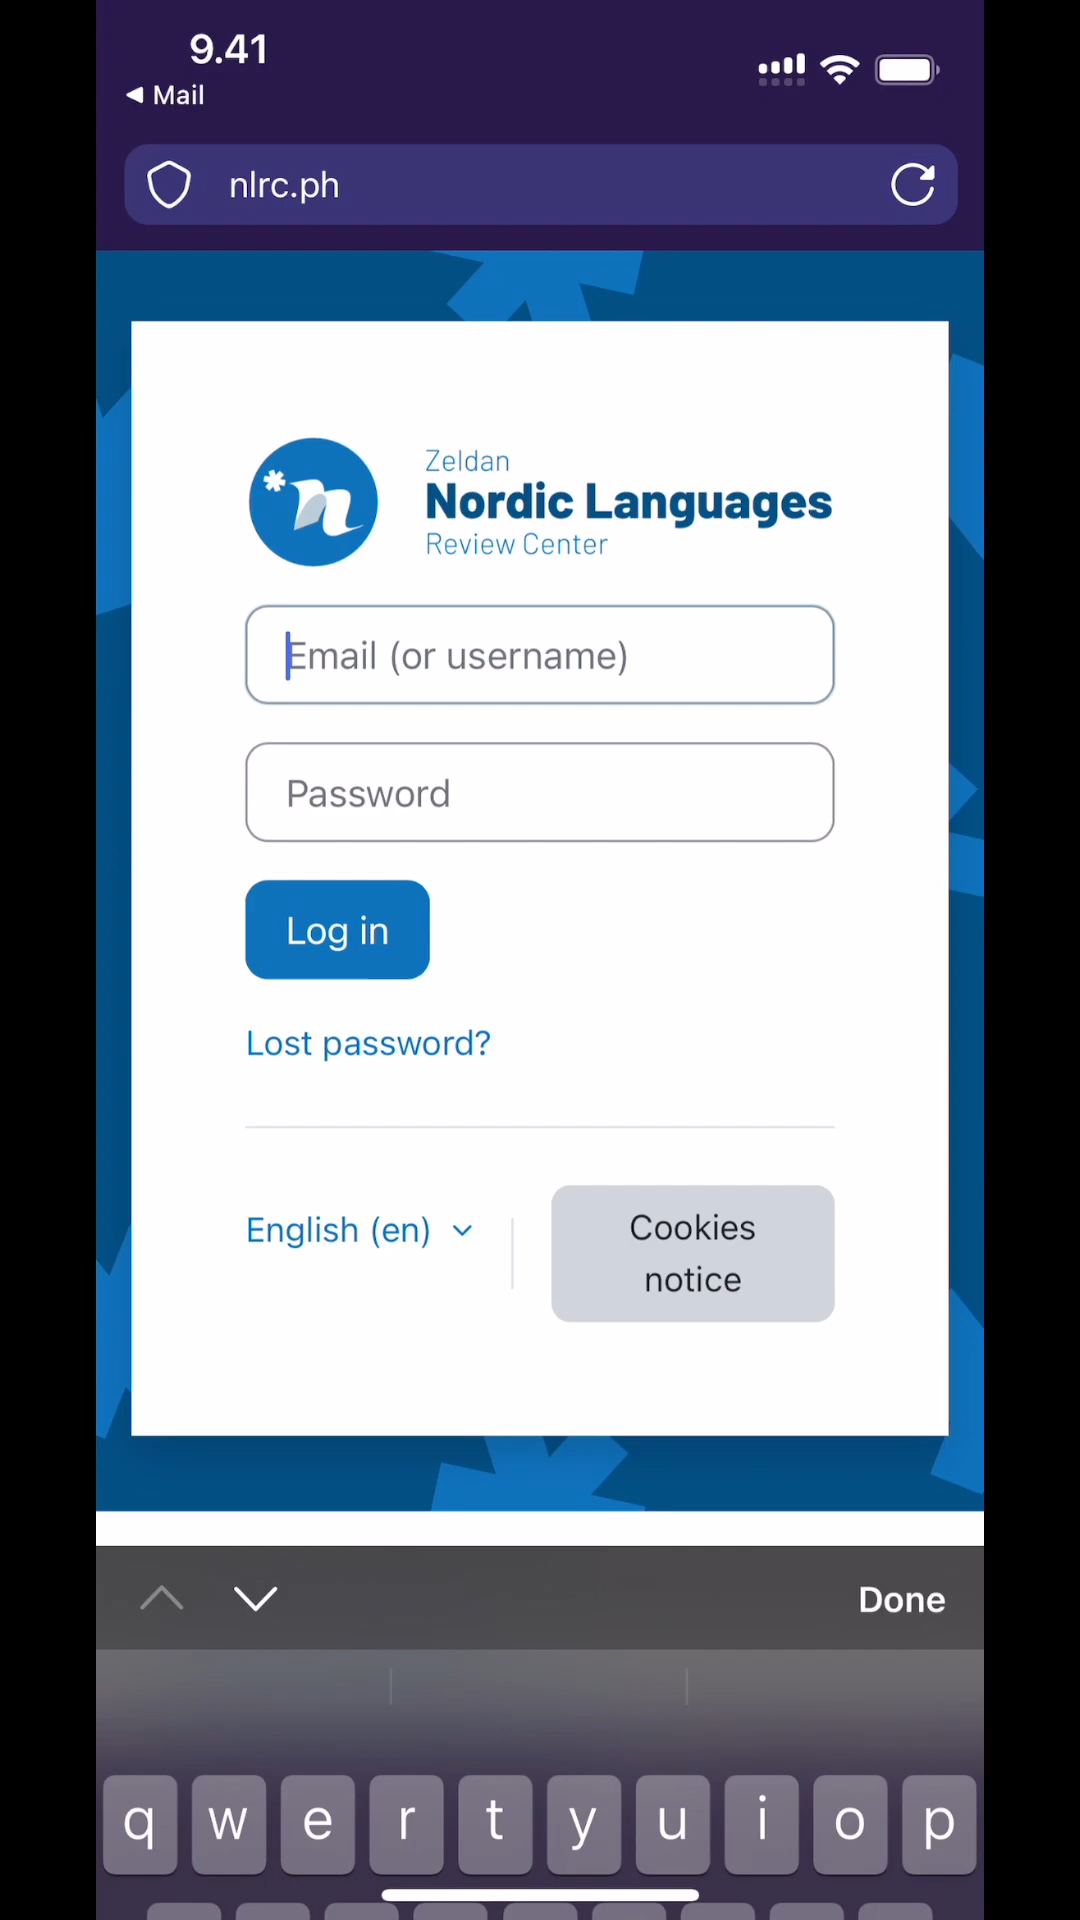 9.41
Mail
nlrc.ph
Zeldan
Nordic Languages
Review Center
Email (or username)
Password
Log in
Lost password?
English (en)
Cookies
notice
Done
q w e r t y u i o p